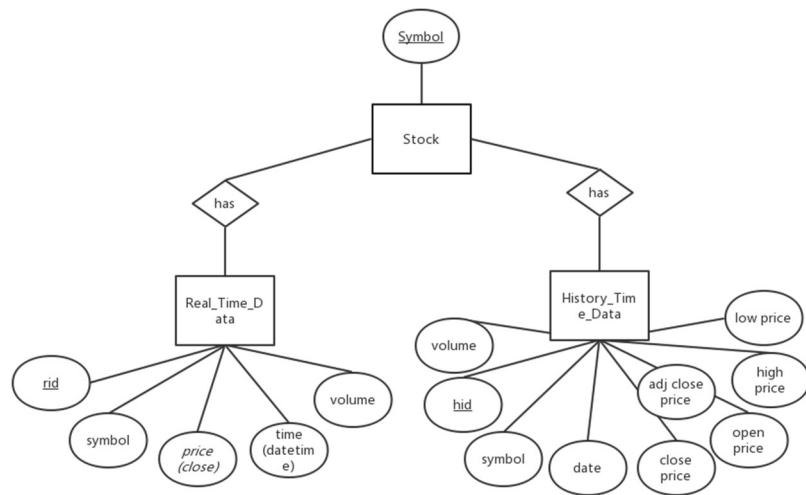 Symbol
Stock
has
has
Real_Time_D
ata
History_Tim
e_Data
low price
volume
rid
volume
hid
adj close
price
high
price
symbol
price
(close)
time
(datetim
e)
symbol
date
close
price
open
price